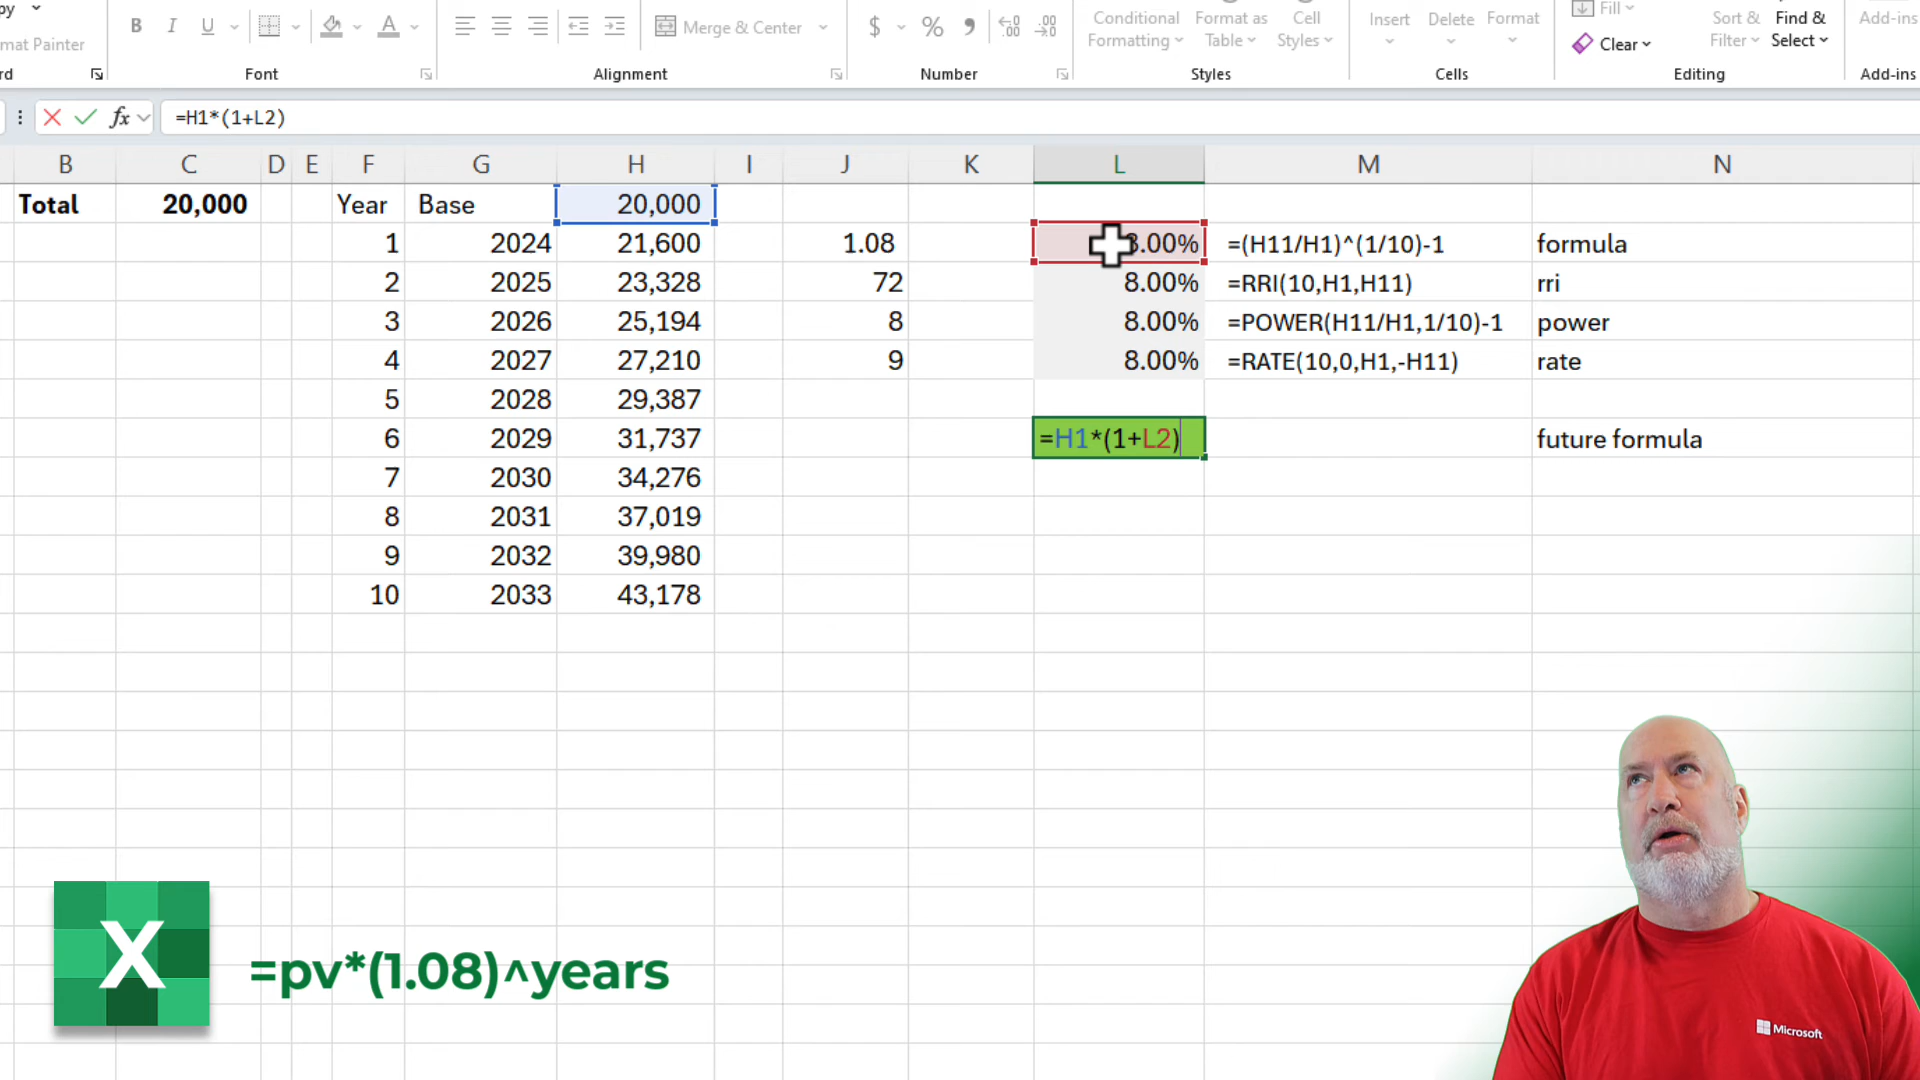 py
B I U
A
Merge & Center
$ % ,
Conditional
Formatting
Format as
Table
Cell
Styles
Insert
Delete
Format
Fill
Clear
Sort &
Filter
Find &
Select
Add-ins
mat Painter
rd
Font
Alignment
Number
Styles
Cells
Editing
Add-ins
fx =H1*(1+L2)
B C D E F G H I J K L M N
Total 20,000 Year Base 20,000
1 2024 21,600 1.08 =(H11/H1)^(1/10)-1 formula
2 2025 23,328 72 8.00% =RRI(10,H1,H11) rri
3 2026 25,194 8 8.00% =POWER(H11/H1,1/10)-1 power
4 2027 27,210 9 8.00% =RATE(10,0,H1,-H11) rate
5 2028 29,387
6 2029 31,737 =H1*(1+L2) future formula
7 2030 34,276
8 2031 37,019
9 2032 39,980
10 2033 43,178
X
=pv*(1.08)^years
Microsoft